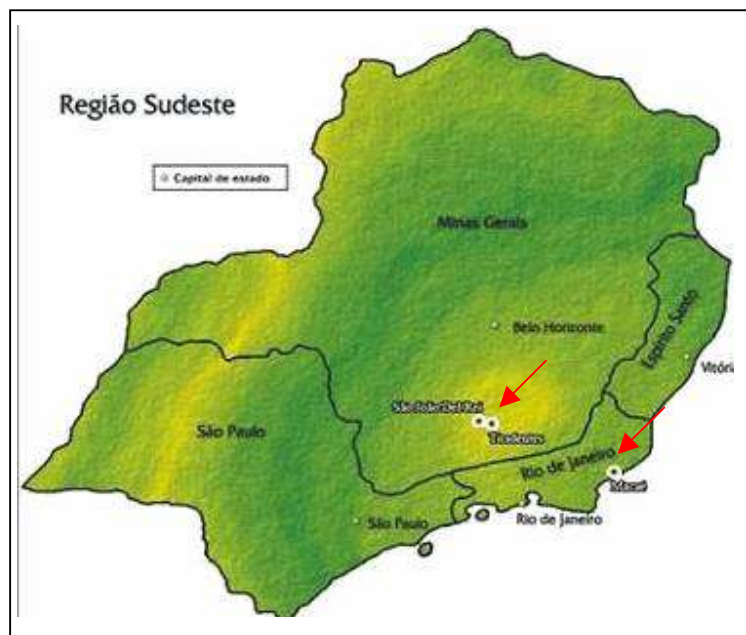 Região Sudeste
Capital de estado
Minas Gerais
Belo Horizonte
Espírito Santo
Vitória
São João Del Rei
Tiradentes
São Paulo
Rio de Janeiro
Macaé
São Paulo
Rio de Janeiro